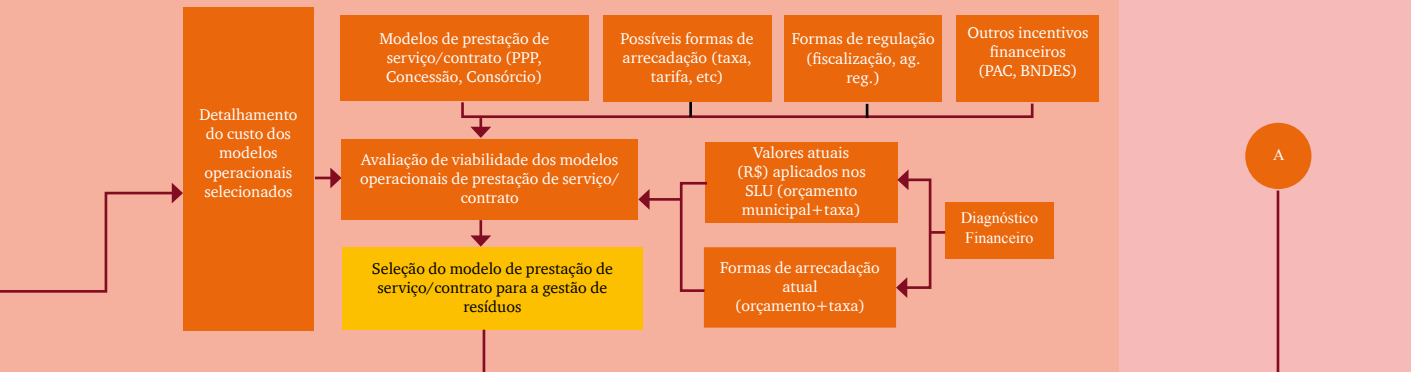 Detalhamento
do custo dos
modelos
operacionais
selecionados
Modelos de prestação de
serviço/contrato (PPP,
Concessão, Consórcio)
Possíveis formas de
arrecadação (taxa,
tarifa, etc)
Formas de regulação
(fiscalização, ag.
reg.)
Outros incentivos
financeiros
(PAC, BNDES)
Avaliação de viabilidade dos modelos
operacionais de prestação de serviço/
contrato
Valores atuais
(R$) aplicados nos
SLU (orçamento
municipal+taxa)
Diagnóstico
Financeiro
Seleção do modelo de prestação de
serviço/contrato para a gestão de
resíduos
Formas de arrecadação
atual
(orçamento+taxa)
A